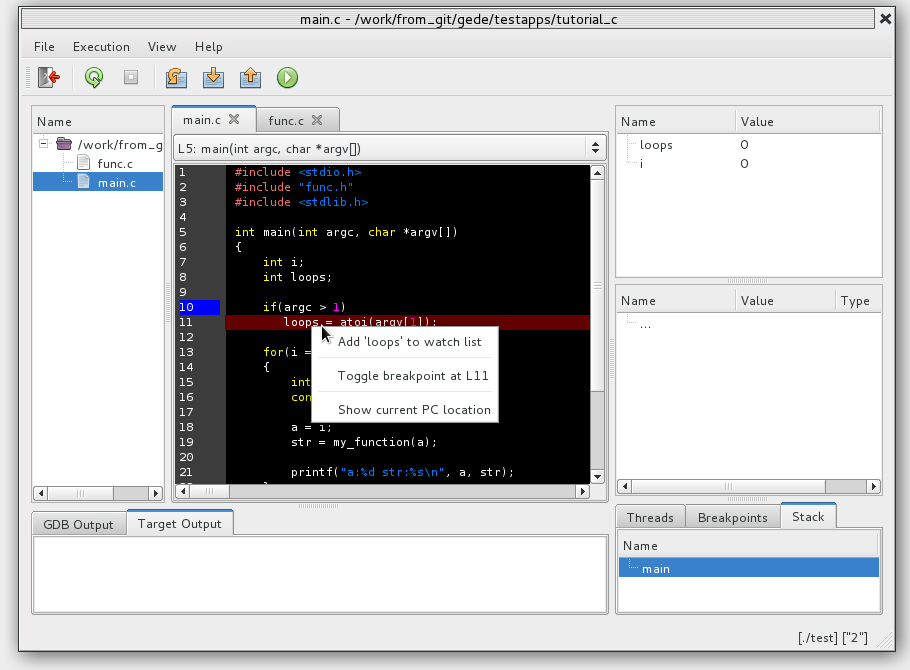 main.c - /work/from_git/gede/testapps/tutorial_c
File Execution View Help
Name
/work/from_g
func.c
main.c
main.c func.c
L5: main(int argc, char *argv[])
1 #include <stdio.h>
2 #include "func.h"
3 #include <stdlib.h>
4
5 int main(int argc, char *argv[])
6 {
7 int i;
8 int loops;
9
10 if(argc > 1)
11 loops = atoi(argv[1]);
12
13 for(i =
14 {
15 int
16 con
17
18 a = i;
19 str = my_function(a);
20
21 printf("a:%d str:%s\n", a, str);
Add 'loops' to watch list
Toggle breakpoint at L11
Show current PC location
Name Value
loops 0
i 0
Name Value Type
...
GDB Output Target Output
Threads Breakpoints Stack
Name
main
[./test] ["2"]